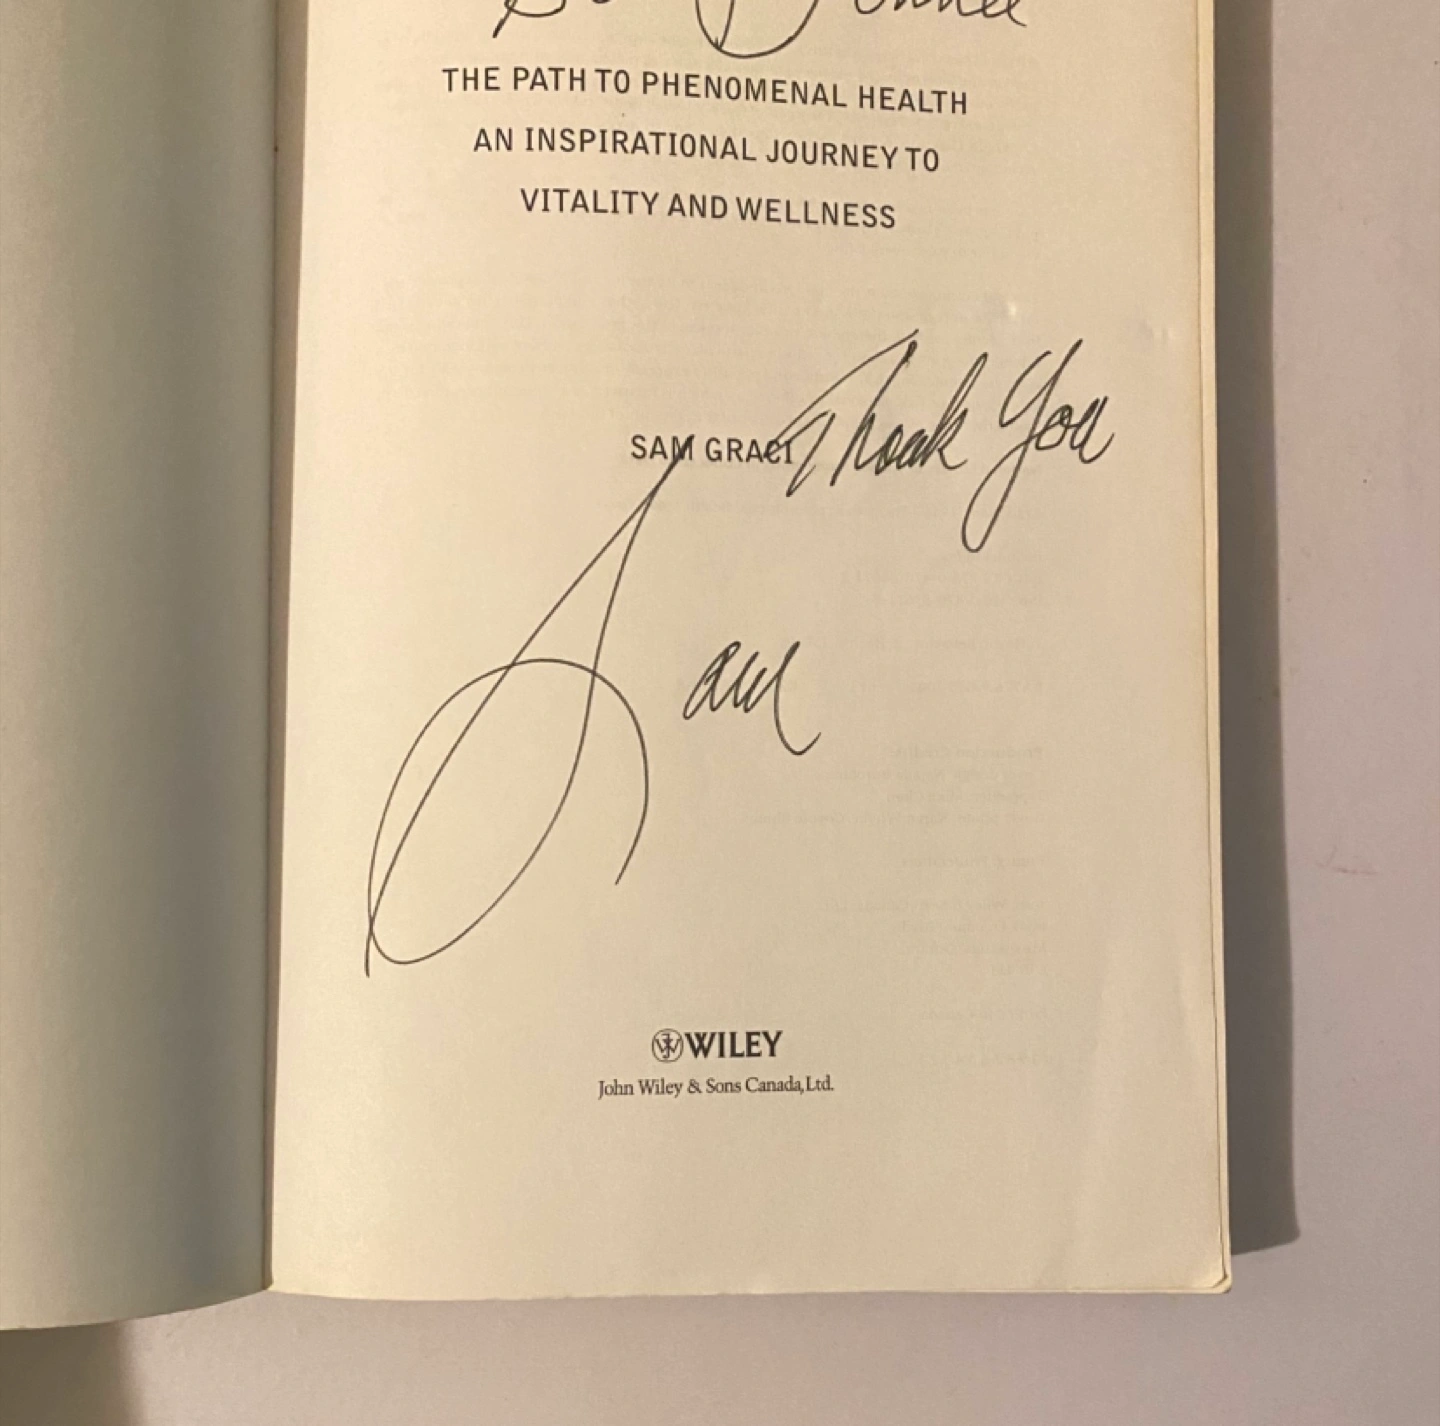 THE PATH TO PHENOMENAL HEALTH
AN INSPIRATIONAL JOURNEY TO
VITALITY AND WELLNESS
SAM GRACI
Thank You
Sam
WILEY
John Wiley & Sons Canada, Ltd.